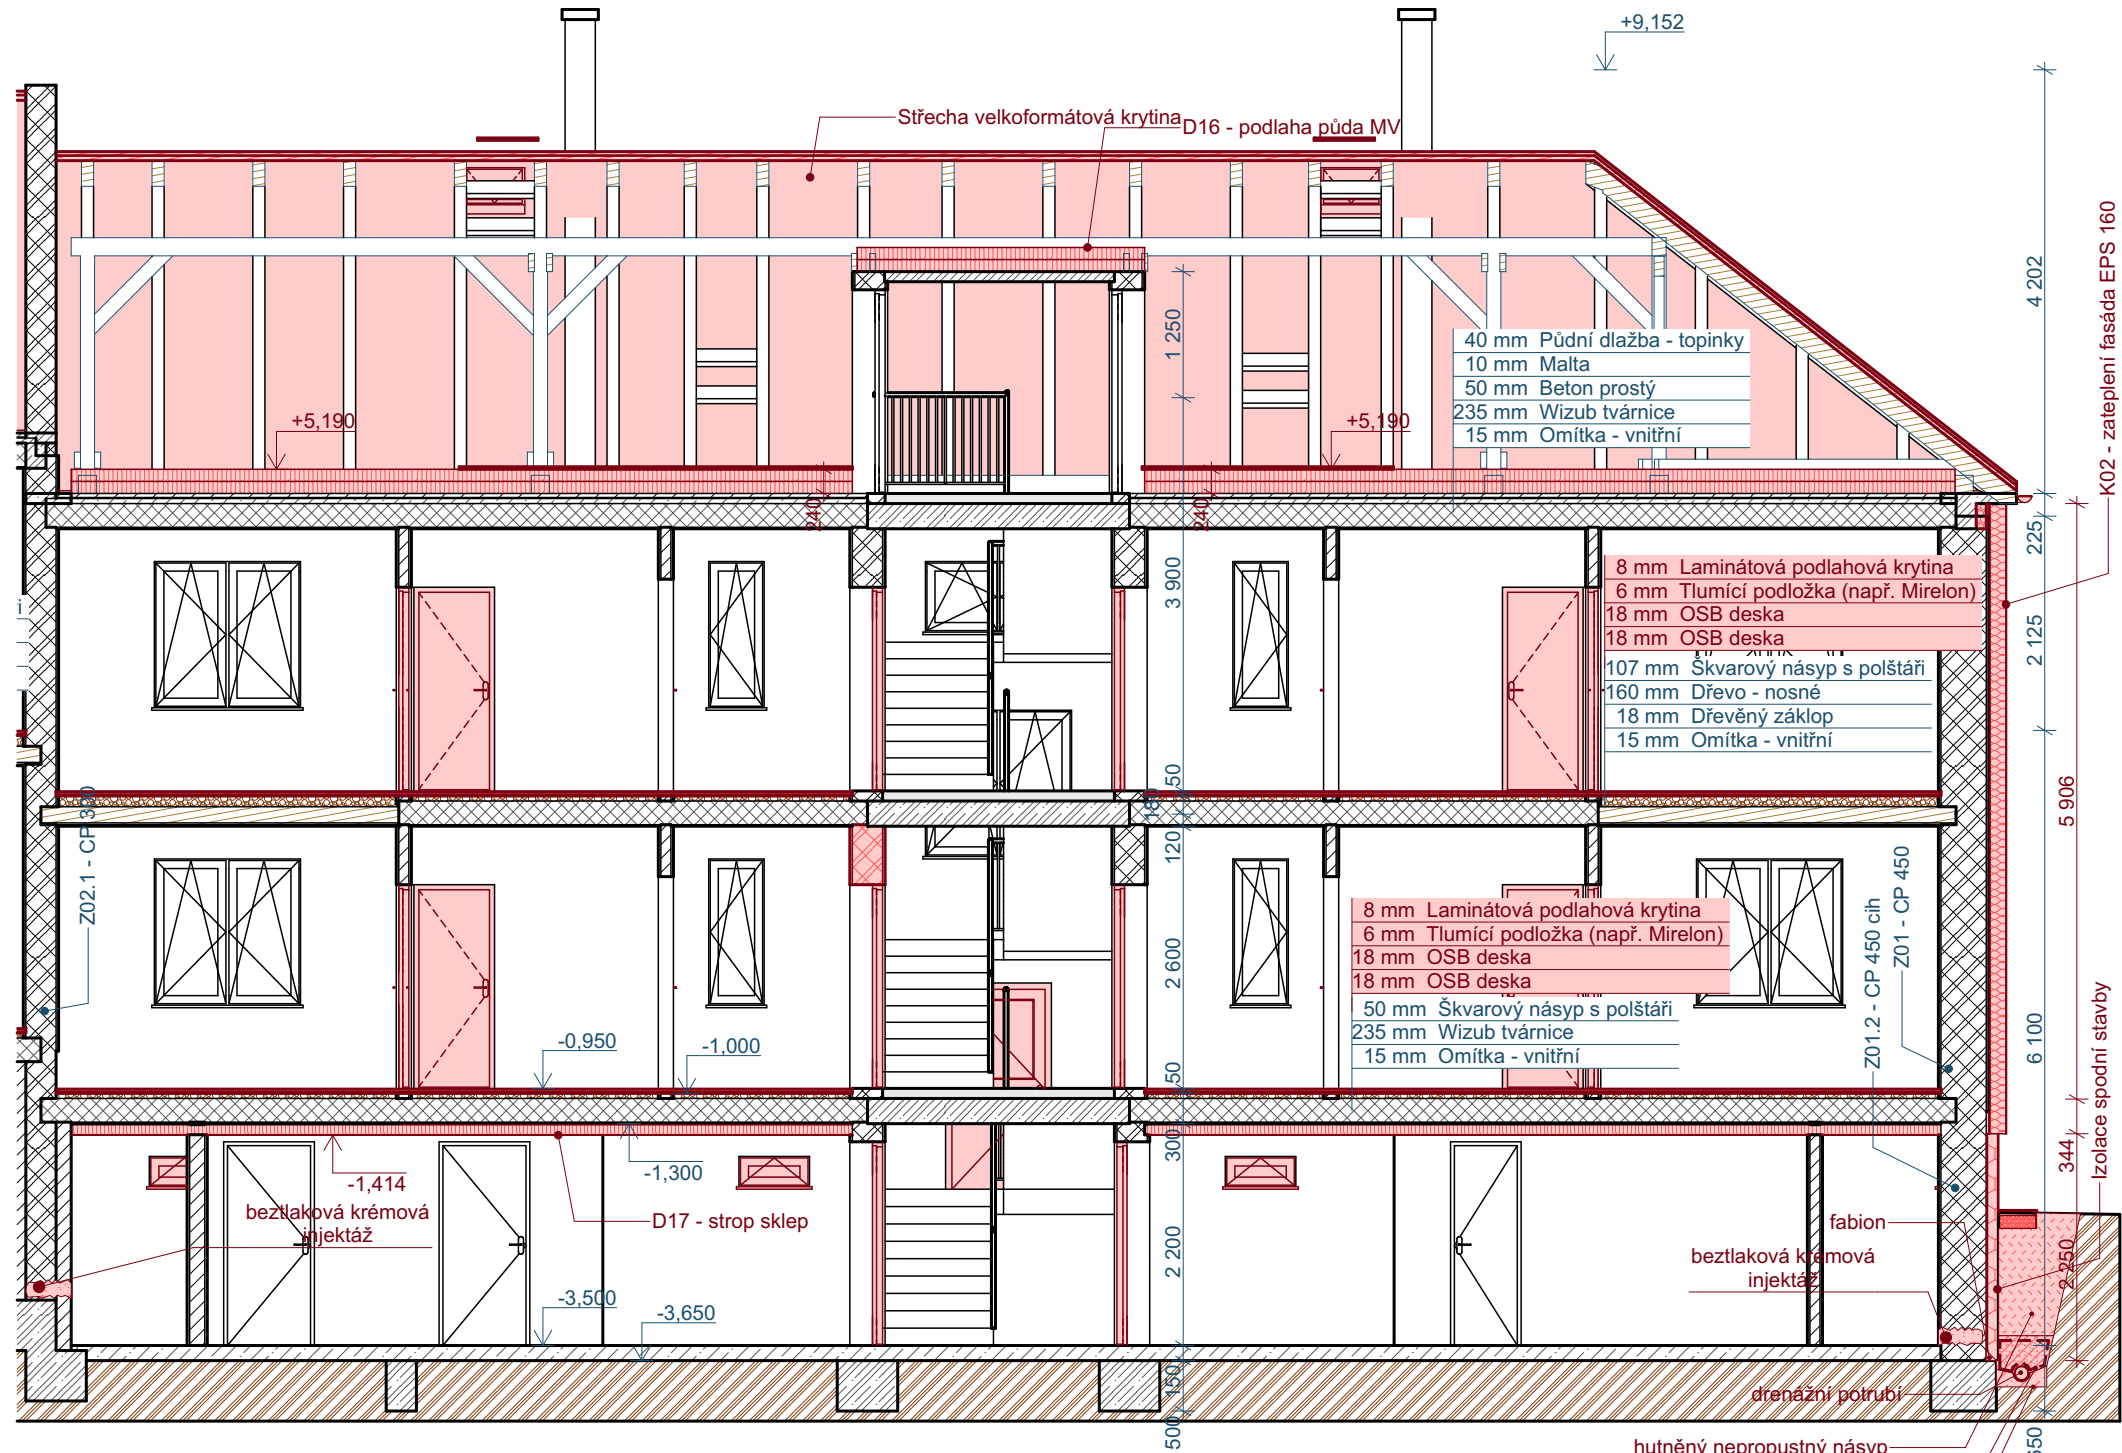 +9,152
Střecha velkoformátová krytina
D16 - podlaha půda MV
K02 - zateplení fasáda EPS 160
4 202
1 250
40 mm Půdní dlažba - topinky
10 mm Malta
50 mm Beton prostý
235 mm Wizub tvárnice
15 mm Omítka - vnitřní
+5,190
+5,190
240
240
225
3 900
8 mm Laminátová podlahová krytina
6 mm Tlumící podložka (např. Mirelon)
18 mm OSB deska
18 mm OSB deska
107 mm Škvarový násyp s polštáři
160 mm Dřevo - nosné
18 mm Dřevěný záklop
15 mm Omítka - vnitřní
2 125
50
180
120
5 906
Z02.1 - CP 300
8 mm Laminátová podlahová krytina
6 mm Tlumící podložka (např. Mirelon)
18 mm OSB deska
18 mm OSB deska
50 mm Škvarový násyp s polštáři
235 mm Wizub tvárnice
15 mm Omítka - vnitřní
2 600
Z01.2 - CP 450 cih
Z01 - CP 450
6 100
Izolace spodní stavby
-0,950
-1,000
50
300
344
-1,414
-1,300
beztlaková krémová
injektáž
D17 - strop sklep
2 200
fabion
beztlaková krémová
injektáž
2 250
-3,500
-3,650
150
500
drenážní potrubí
hutněný nepropustný násyp